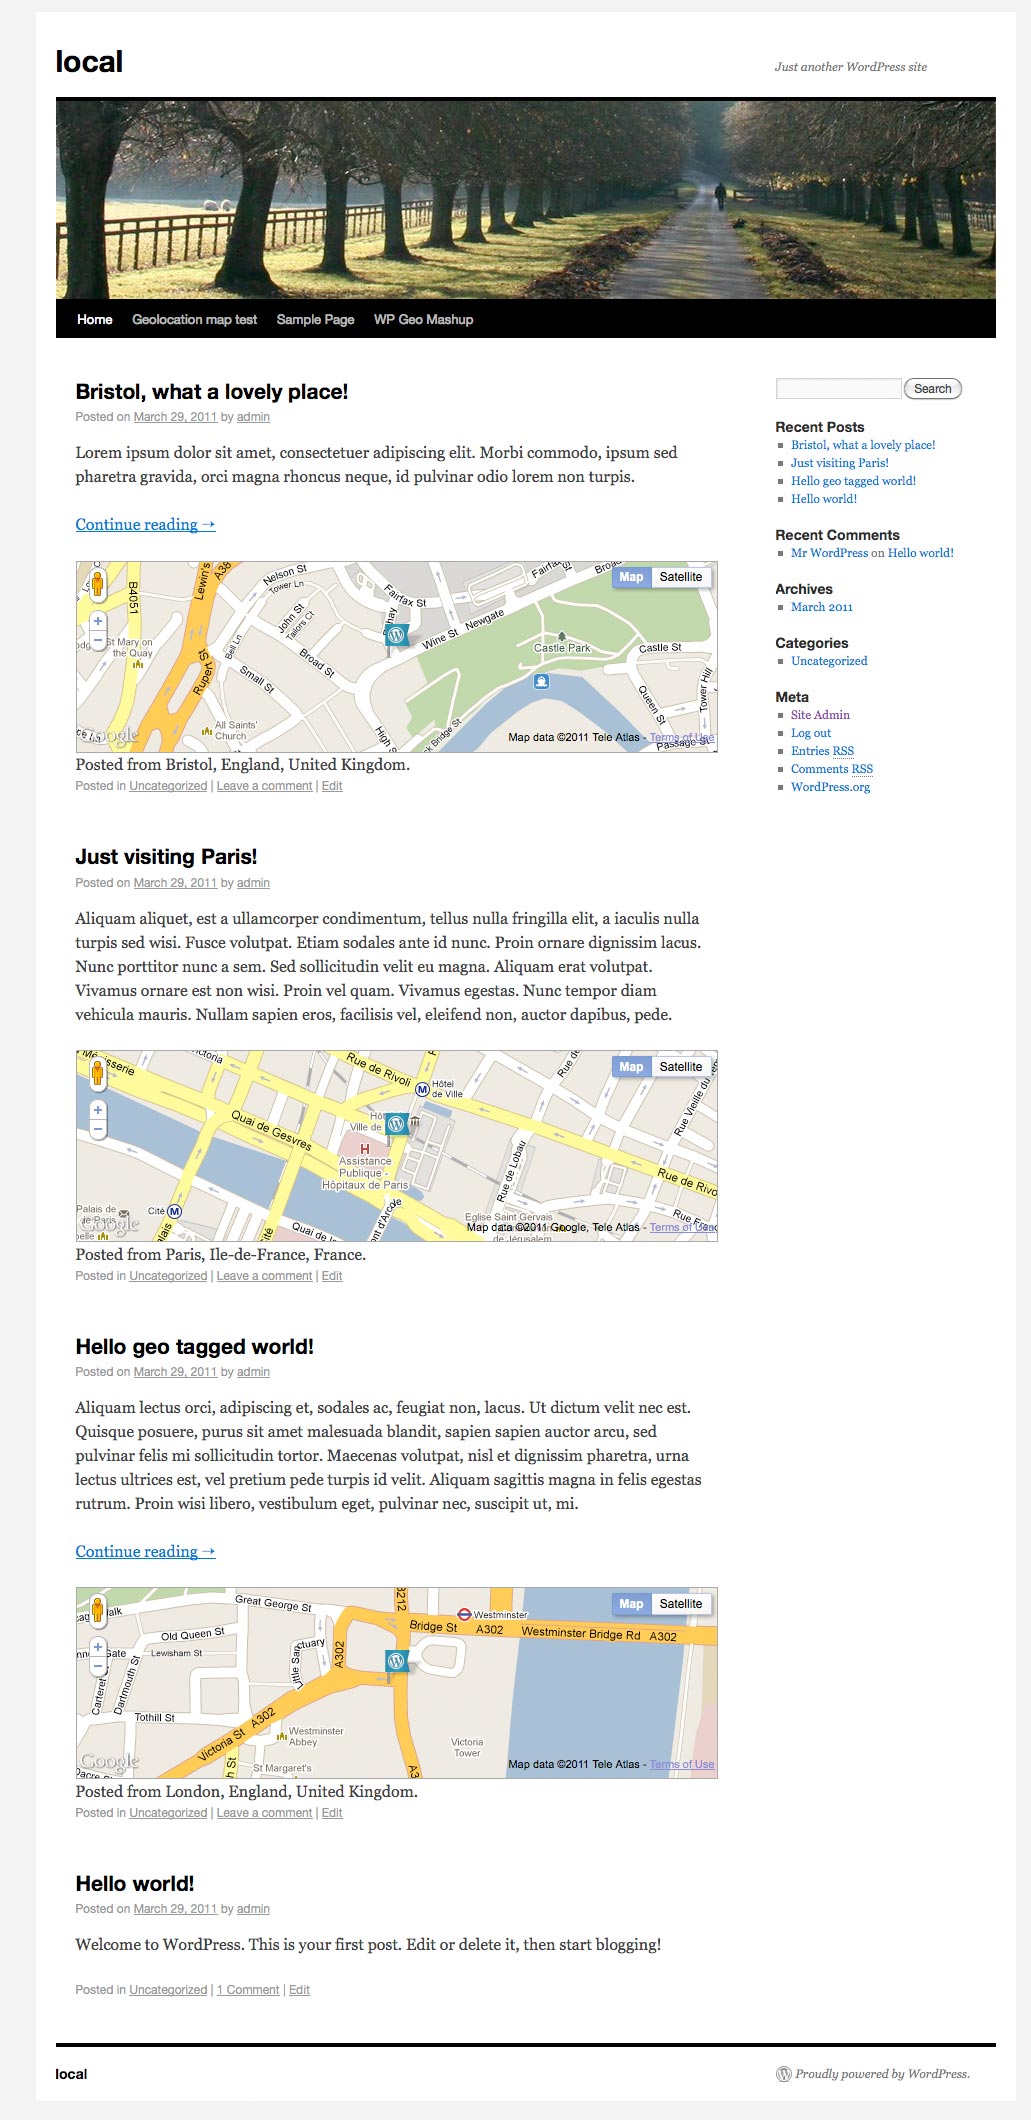 local
Just another WordPress site
Home Geolocation map test Sample Page WP Geo Mashup
Bristol, what a lovely place!
Posted on March 29, 2011 by admin
Lorem ipsum dolor sit amet, consectetuer adipiscing elit. Morbi commodo, ipsum sed
pharetra gravida, orci magna rhoncus neque, id pulvinar odio lorem non turpis.
Continue reading →
B4051
Lewin's
A38
Nelson St
Tower Ln
John St
Tailors Ct
Bell Ln
Broad St
Small St
Rupert St
St Mary on
the Quay
All Saints'
Church
Fairfax St
Wine St
Newgate
Broad
Castle Park
Castle St
Queen St
Tower Hill
High S
Bridge St
Passage St
Map Satellite
Google
Map data ©2011 Tele Atlas - Terms of Use
Posted from Bristol, England, United Kingdom.
Posted in Uncategorized | Leave a comment | Edit
Just visiting Paris!
Posted on March 29, 2011 by admin
Aliquam aliquet, est a ullamcorper condimentum, tellus nulla fringilla elit, a iaculis nulla
turpis sed wisi. Fusce volutpat. Etiam sodales ante id nunc. Proin ornare dignissim lacus.
Nunc porttitor nunc a sem. Sed sollicitudin velit eu magna. Aliquam erat volutpat.
Vivamus ornare est non wisi. Proin vel quam. Vivamus egestas. Nunc tempor diam
vehicula mauris. Nullam sapien eros, facilisis vel, eleifend non, auctor dapibus, pede.
Rue de Rivoli
Hôtel
de Ville
Quai de Gesvres
Ville de
Assistance
Publique -
Hôpitaux de Paris
Rue de Lobau
Rue Vieille du
Rue de Rivo
Palais de
Cité
Eglise Saint Gervais
de Jérusalem
Map Satellite
Google
Map data ©2011 Google, Tele Atlas - Terms of Use
Posted from Paris, Ile-de-France, France.
Posted in Uncategorized | Leave a comment | Edit
Hello geo tagged world!
Posted on March 29, 2011 by admin
Aliquam lectus orci, adipiscing et, sodales ac, feugiat non, lacus. Ut dictum velit nec est.
Quisque posuere, purus sit amet malesuada blandit, sapien sapien auctor arcu, sed
pulvinar felis mi sollicitudin tortor. Maecenas volutpat, nisl et dignissim pharetra, urna
lectus ultrices est, vel pretium pede turpis id velit. Aliquam sagittis magna in felis egestas
rutrum. Proin wisi libero, vestibulum eget, pulvinar nec, suscipit ut, mi.
Continue reading →
Great George St
Old Queen St
Lewisham St
Gate
Carteret
Dartmouth St
Tothill St
Little Sanctuary
A302
Victoria St A302
Westminster
Abbey
St Margaret's
Bridge St A302 Westminster Bridge Rd A302
Westminster
Victoria
Tower
Map Satellite
Google
Map data ©2011 Tele Atlas - Terms of Use
Posted from London, England, United Kingdom.
Posted in Uncategorized | Leave a comment | Edit
Hello world!
Posted on March 29, 2011 by admin
Welcome to WordPress. This is your first post. Edit or delete it, then start blogging!
Posted in Uncategorized | 1 Comment | Edit
Search
Recent Posts
Bristol, what a lovely place!
Just visiting Paris!
Hello geo tagged world!
Hello world!
Recent Comments
Mr WordPress on Hello world!
Archives
March 2011
Categories
Uncategorized
Meta
Site Admin
Log out
Entries RSS
Comments RSS
WordPress.org
local
Proudly powered by WordPress.